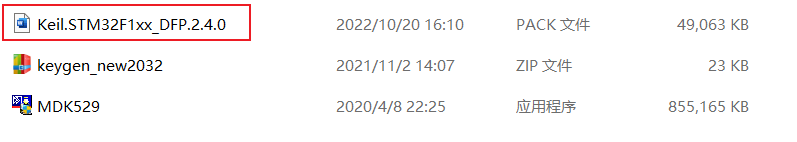 Keil.STM32F1xx_DFP.2.4.0 2022/10/20 16:10 PACK 文件 49,063 KB
keygen_new2032 2021/11/2 14:07 ZIP 文件 23 KB
MDK529 2020/4/8 22:25 应用程序 855,165 KB